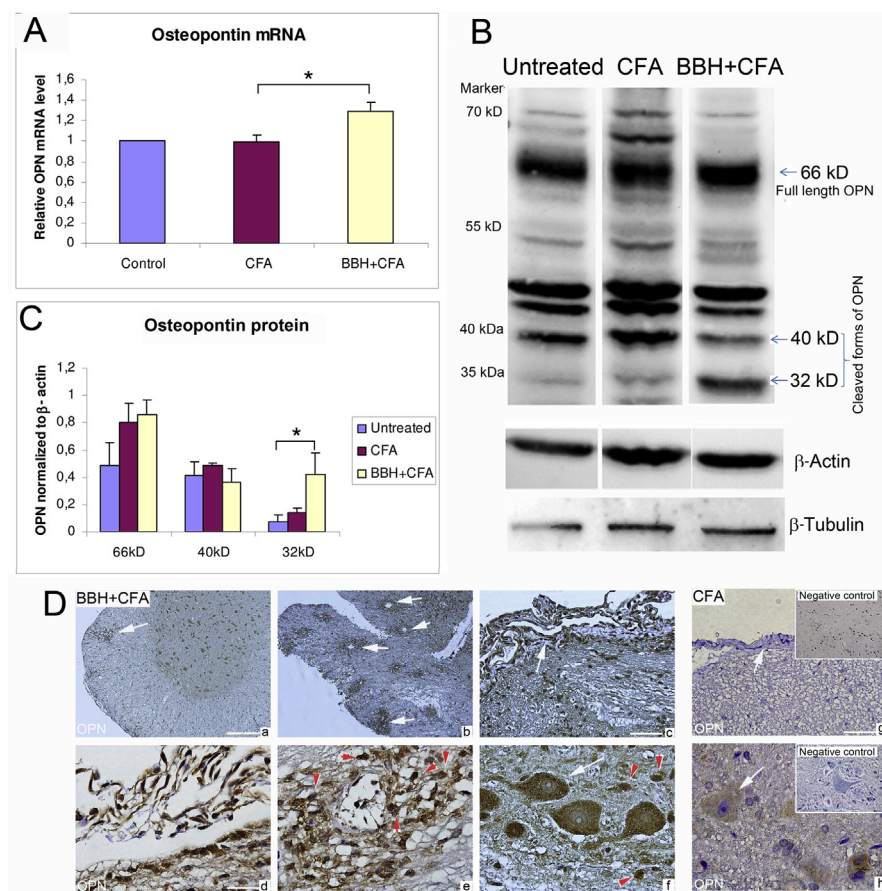 A
Osteopontin mRNA
Relative OPN mRNA level
1,6
1,4
1,2
1
0,8
0,6
0,4
0,2
0
*
Control
CFA
BBH+CFA
B
Untreated
CFA
BBH+CFA
Marker
70 kD
55 kD
40 kDa
35 kDa
66 kD
Full length OPN
40 kD
32 kD
Cleaved forms of OPN
β-Actin
β-Tubulin
C
Osteopontin protein
OPN normalized to β- actin
1,2
1
0,8
0,6
0,4
0,2
0
*
66kD
40kD
32kD
Untreated
CFA
BBH+CFA
D
BBH+CFA
OPN
a
b
c
CFA
Negative control
OPN
g
OPN
d
e
f
Negative control
OPN
h